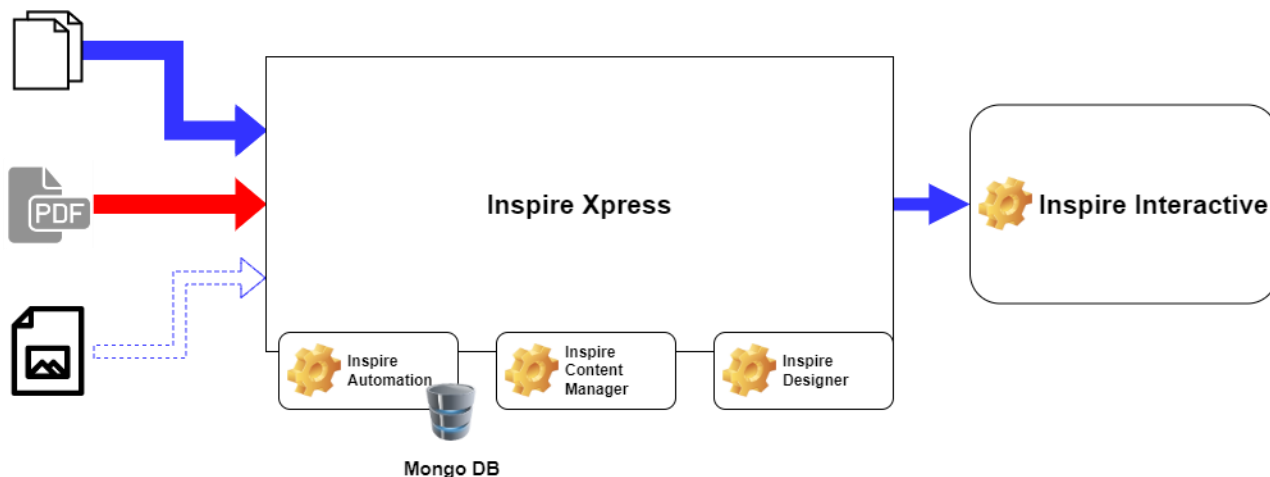 PDF
Inspire Xpress
Inspire Interactive
Inspire
Automation
Inspire
Content
Manager
Inspire
Designer
Mongo DB